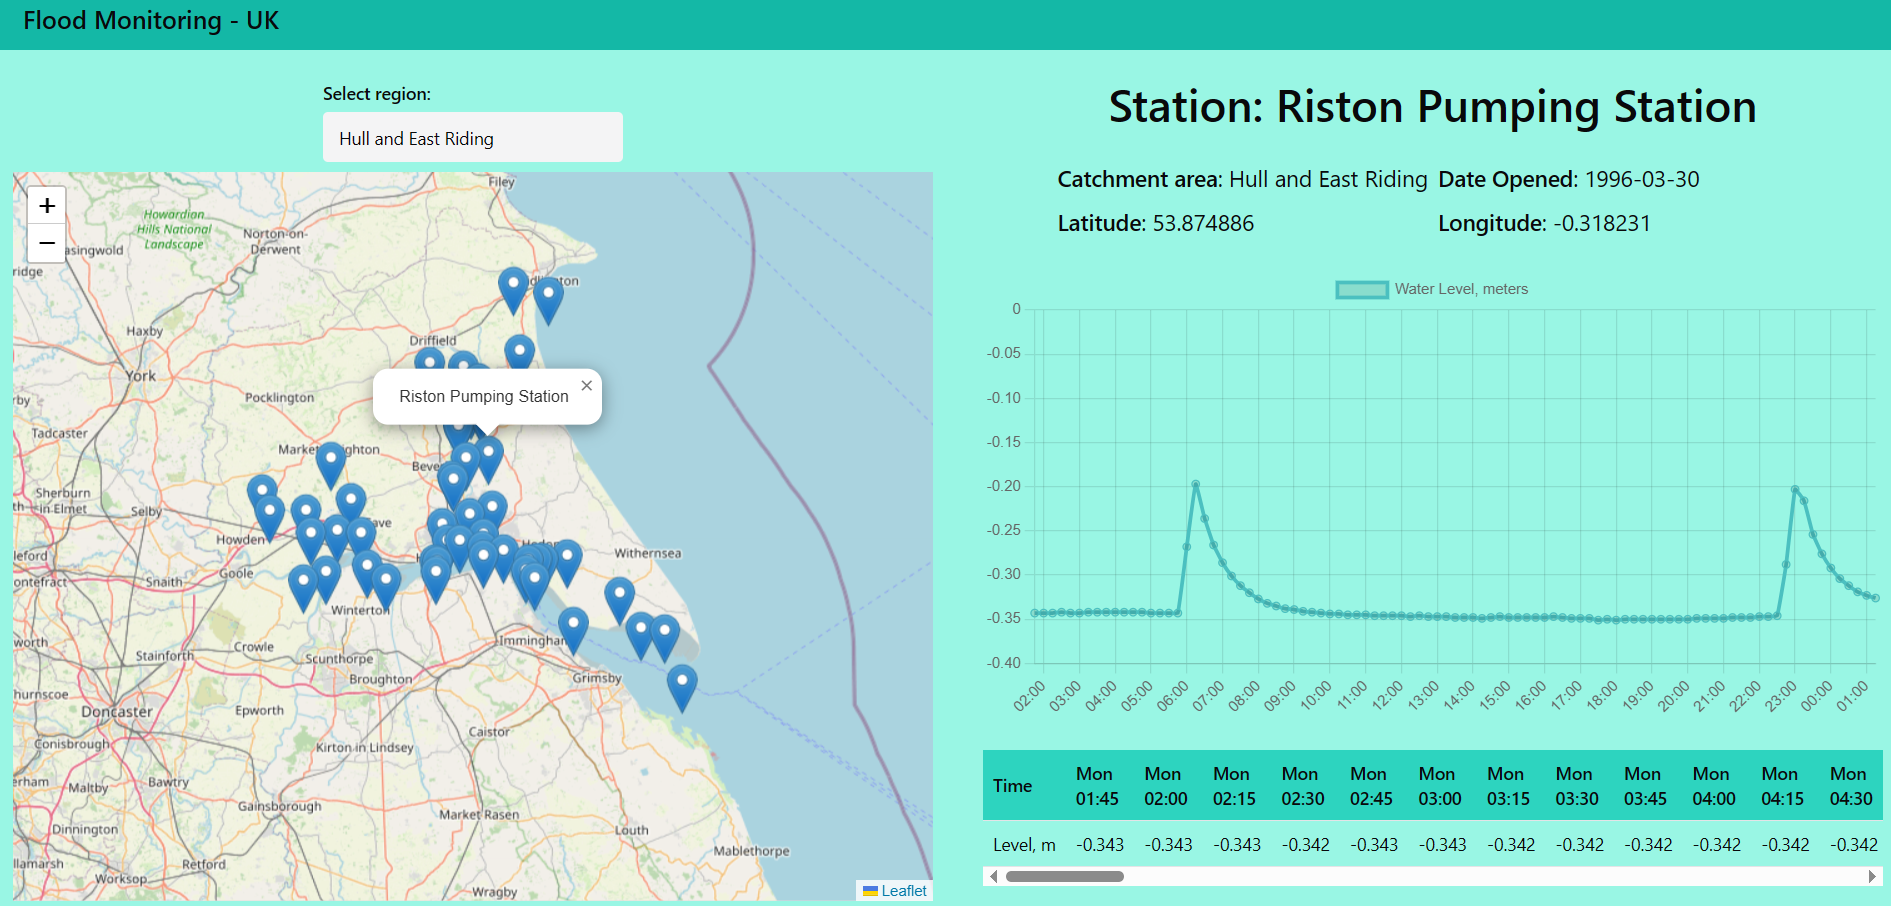 Flood Monitoring - UK
Select region:
Hull and East Riding
+
−
Filey
Howardian
Hills National
Landscape
Norton-on-
Derwent
asingwold
ridge
dlington
Haxby
Driffield
York
Pocklington
rby
Riston Pumping Station
×
Tadcaster
Market
ghton
Beve
Sherburn
in-Elmet
Selby
ave
Howden
H
Hed
Withernsea
leford
Goole
ontefract
Snaith
Winterton
worth
Crowle
Immingham
Stainforth
Scunthorpe
Broughton
Grimsby
hurnscoe
Doncaster
Epworth
Caistor
Conisbrough
Kirton in Lindsey
erham
Maltby
Bawtry
Gainsborough
Market Rasen
Dinnington
Louth
llamarsh
Retford
Mablethorpe
Worksop
Wragby
Leaflet
Station: Riston Pumping Station
Catchment area: Hull and East Riding Date Opened: 1996-03-30
Latitude: 53.874886 Longitude: -0.318231
Water Level, meters
0
-0.05
-0.10
-0.15
-0.20
-0.25
-0.30
-0.35
-0.40
02:00 03:00 04:00 05:00 06:00 07:00 08:00 09:00 10:00 11:00 12:00 13:00 14:00 15:00 16:00 17:00 18:00 19:00 20:00 21:00 22:00 23:00 00:00 01:00
Time Mon 01:45 Mon 02:00 Mon 02:15 Mon 02:30 Mon 02:45 Mon 03:00 Mon 03:15 Mon 03:30 Mon 03:45 Mon 04:00 Mon 04:15 Mon 04:30
Level, m -0.343 -0.343 -0.343 -0.342 -0.343 -0.343 -0.342 -0.342 -0.342 -0.342 -0.342 -0.342